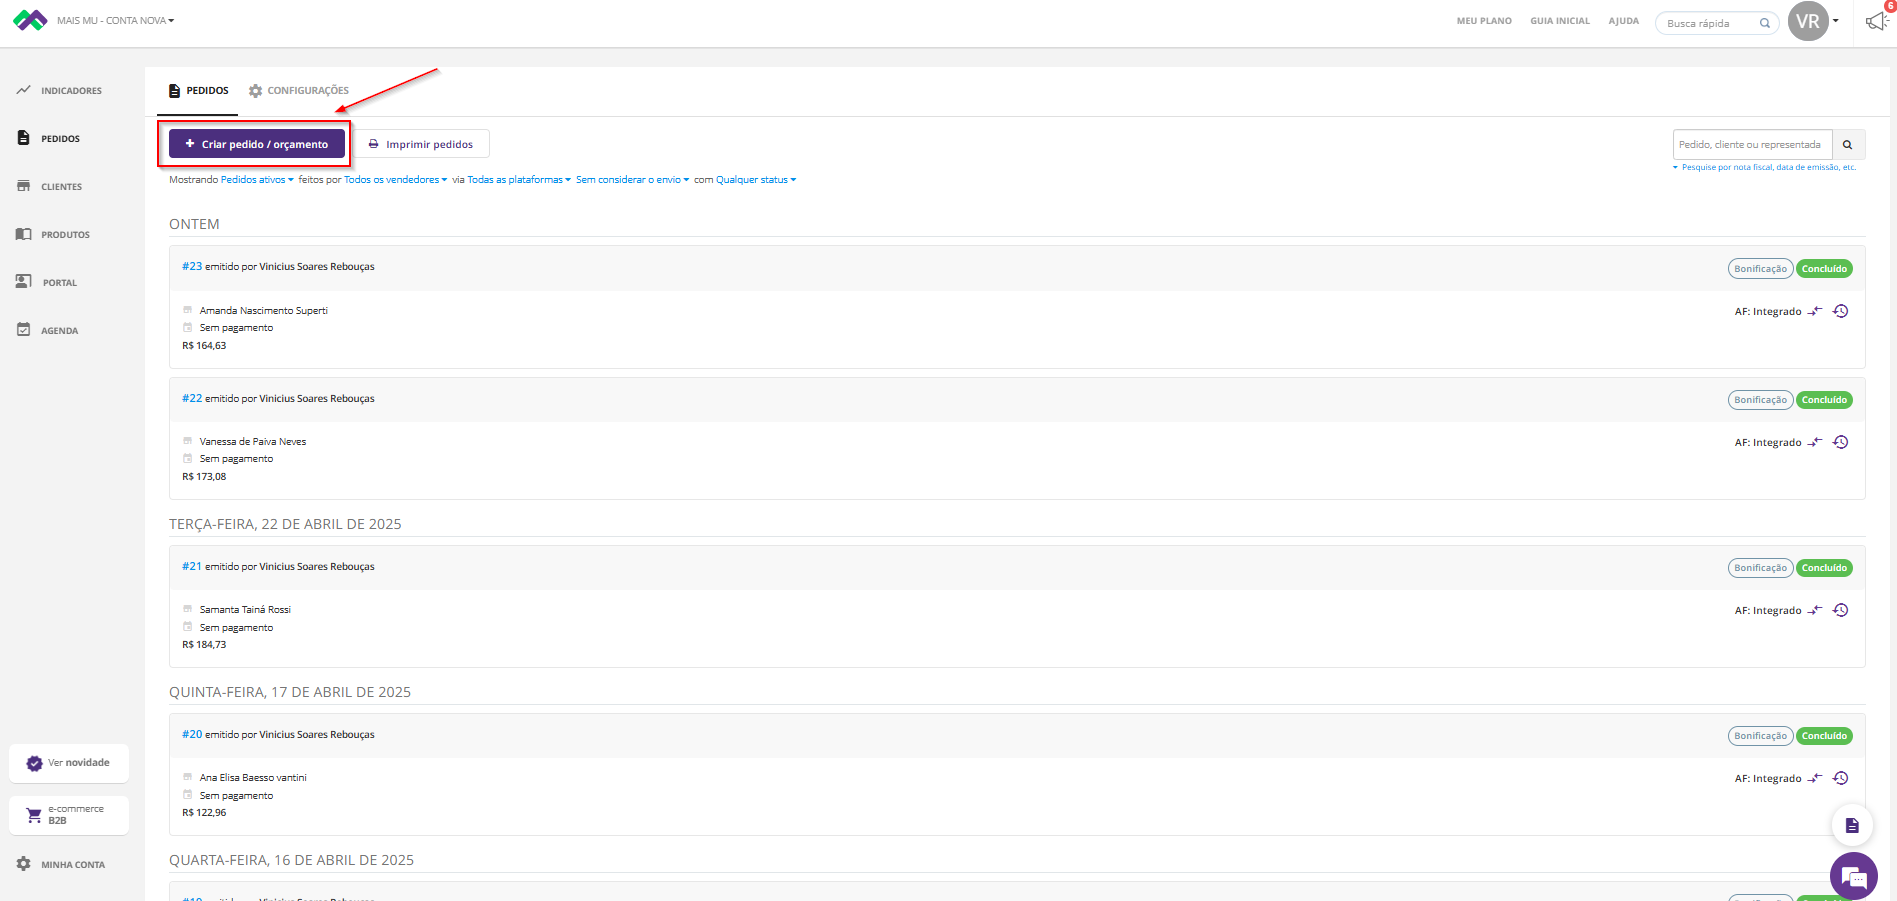 MAIS MU - CONTA NOVA
MEU PLANO
GUIA INICIAL
AJUDA
Busca rápida
VR
6
INDICADORES
PEDIDOS
CLIENTES
PRODUTOS
PORTAL
AGENDA
Ver novidade
e-commerce
B2B
MINHA CONTA
PEDIDOS
CONFIGURAÇÕES
+ Criar pedido / orçamento
Imprimir pedidos
Pedido, cliente ou representada
Pesquise por nota fiscal, data de emissão, etc.
Mostrando Pedidos ativos feitos por Todos os vendedores via Todas as plataformas Sem considerar o envio com Qualquer status
ONTEM
#23 emitido por Vinicius Soares Rebouças
Bonificação Concluído
Amanda Nascimento Superti
AF: Integrado
Sem pagamento
R$ 164,63
#22 emitido por Vinicius Soares Rebouças
Bonificação Concluído
Vanessa de Paiva Neves
AF: Integrado
Sem pagamento
R$ 173,08
TERÇA-FEIRA, 22 DE ABRIL DE 2025
#21 emitido por Vinicius Soares Rebouças
Bonificação Concluído
Samanta Tainá Rossi
AF: Integrado
Sem pagamento
R$ 184,73
QUINTA-FEIRA, 17 DE ABRIL DE 2025
#20 emitido por Vinicius Soares Rebouças
Bonificação Concluído
Ana Elisa Baesso vantini
AF: Integrado
Sem pagamento
R$ 122,96
QUARTA-FEIRA, 16 DE ABRIL DE 2025